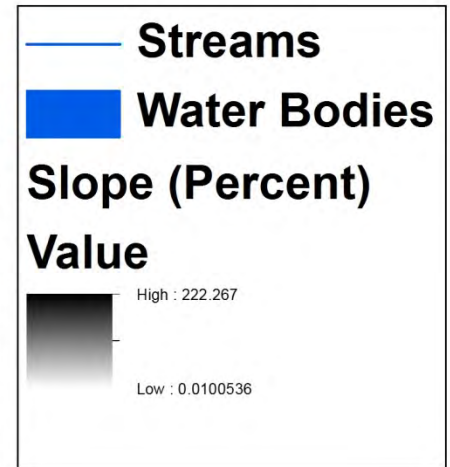 Streams
Water Bodies
Slope (Percent)
Value
High : 222.267
Low : 0.0100536